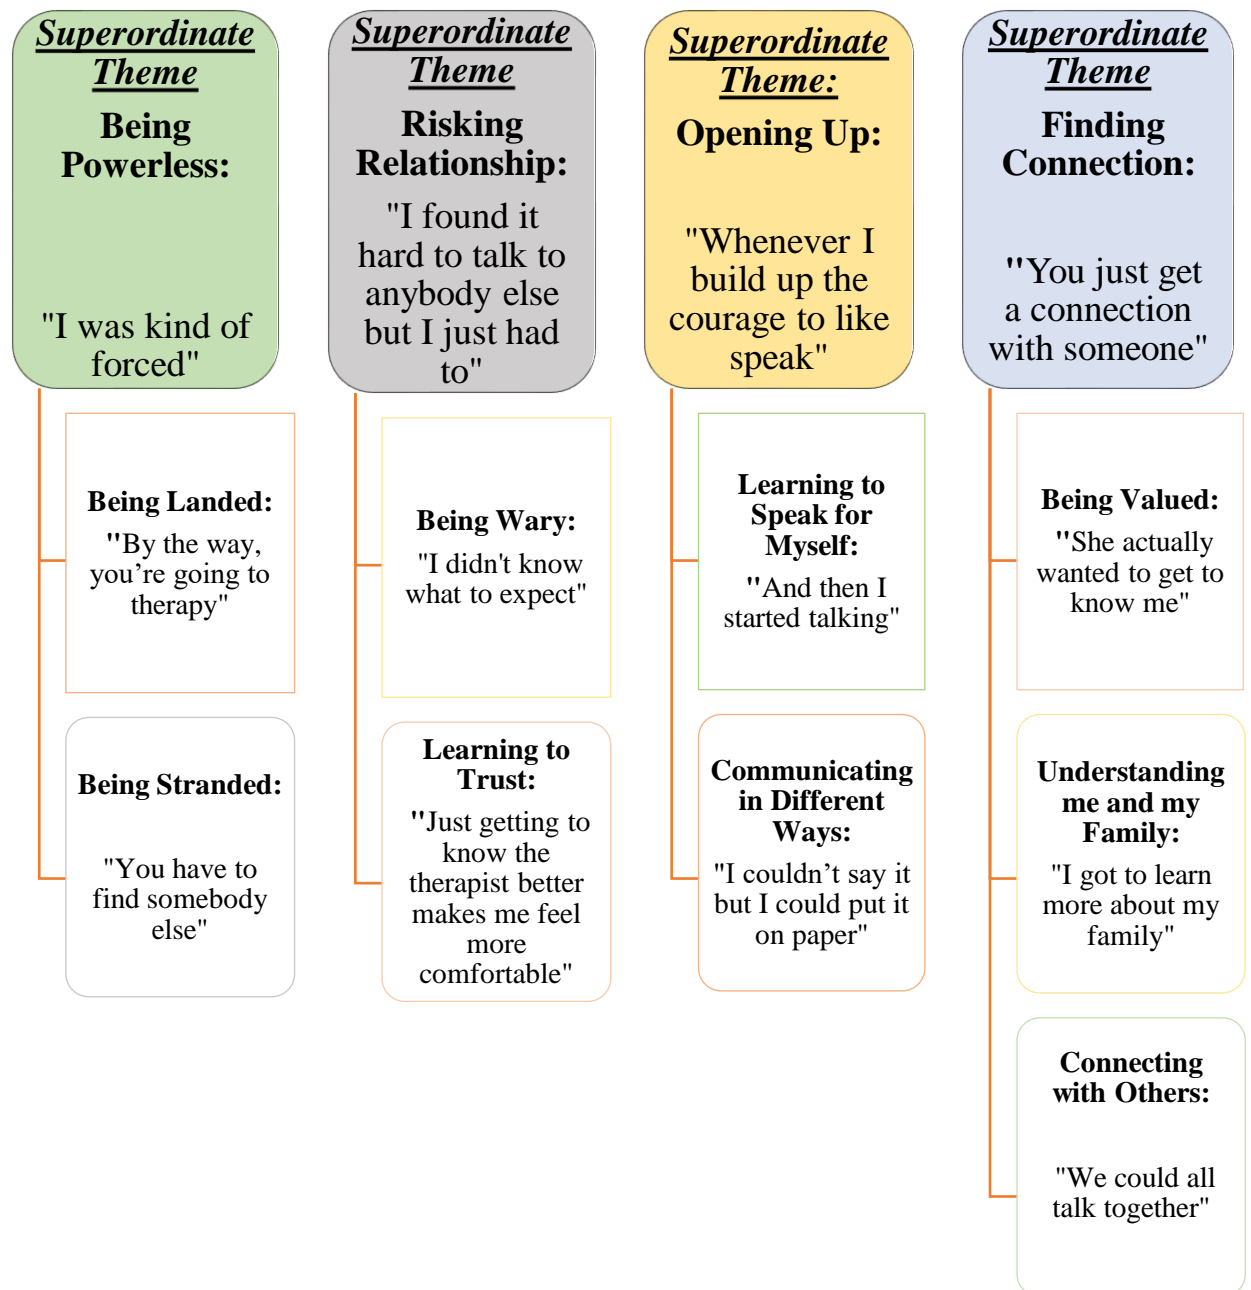 Superordinate
Theme
Being
Powerless:
"I was kind of
forced"
Being Landed:
"By the way,
you’re going to
therapy"
Being Stranded:
"You have to
find somebody
else"
Superordinate
Theme
Risking
Relationship:
"I found it
hard to talk to
anybody else
but I just had
to"
Being Wary:
"I didn't know
what to expect"
Learning to
Trust:
"Just getting to
know the
therapist better
makes me feel
more
comfortable"
Superordinate
Theme:
Opening Up:
"Whenever I
build up the
courage to like
speak"
Learning to
Speak for
Myself:
"And then I
started talking"
Communicating
in Different
Ways:
"I couldn’t say it
but I could put it
on paper"
Superordinate
Theme
Finding
Connection:
"You just get
a connection
with someone"
Being Valued:
"She actually
wanted to get to
know me"
Understanding
me and my
Family:
"I got to learn
more about my
family"
Connecting
with Others:
"We could all
talk together"